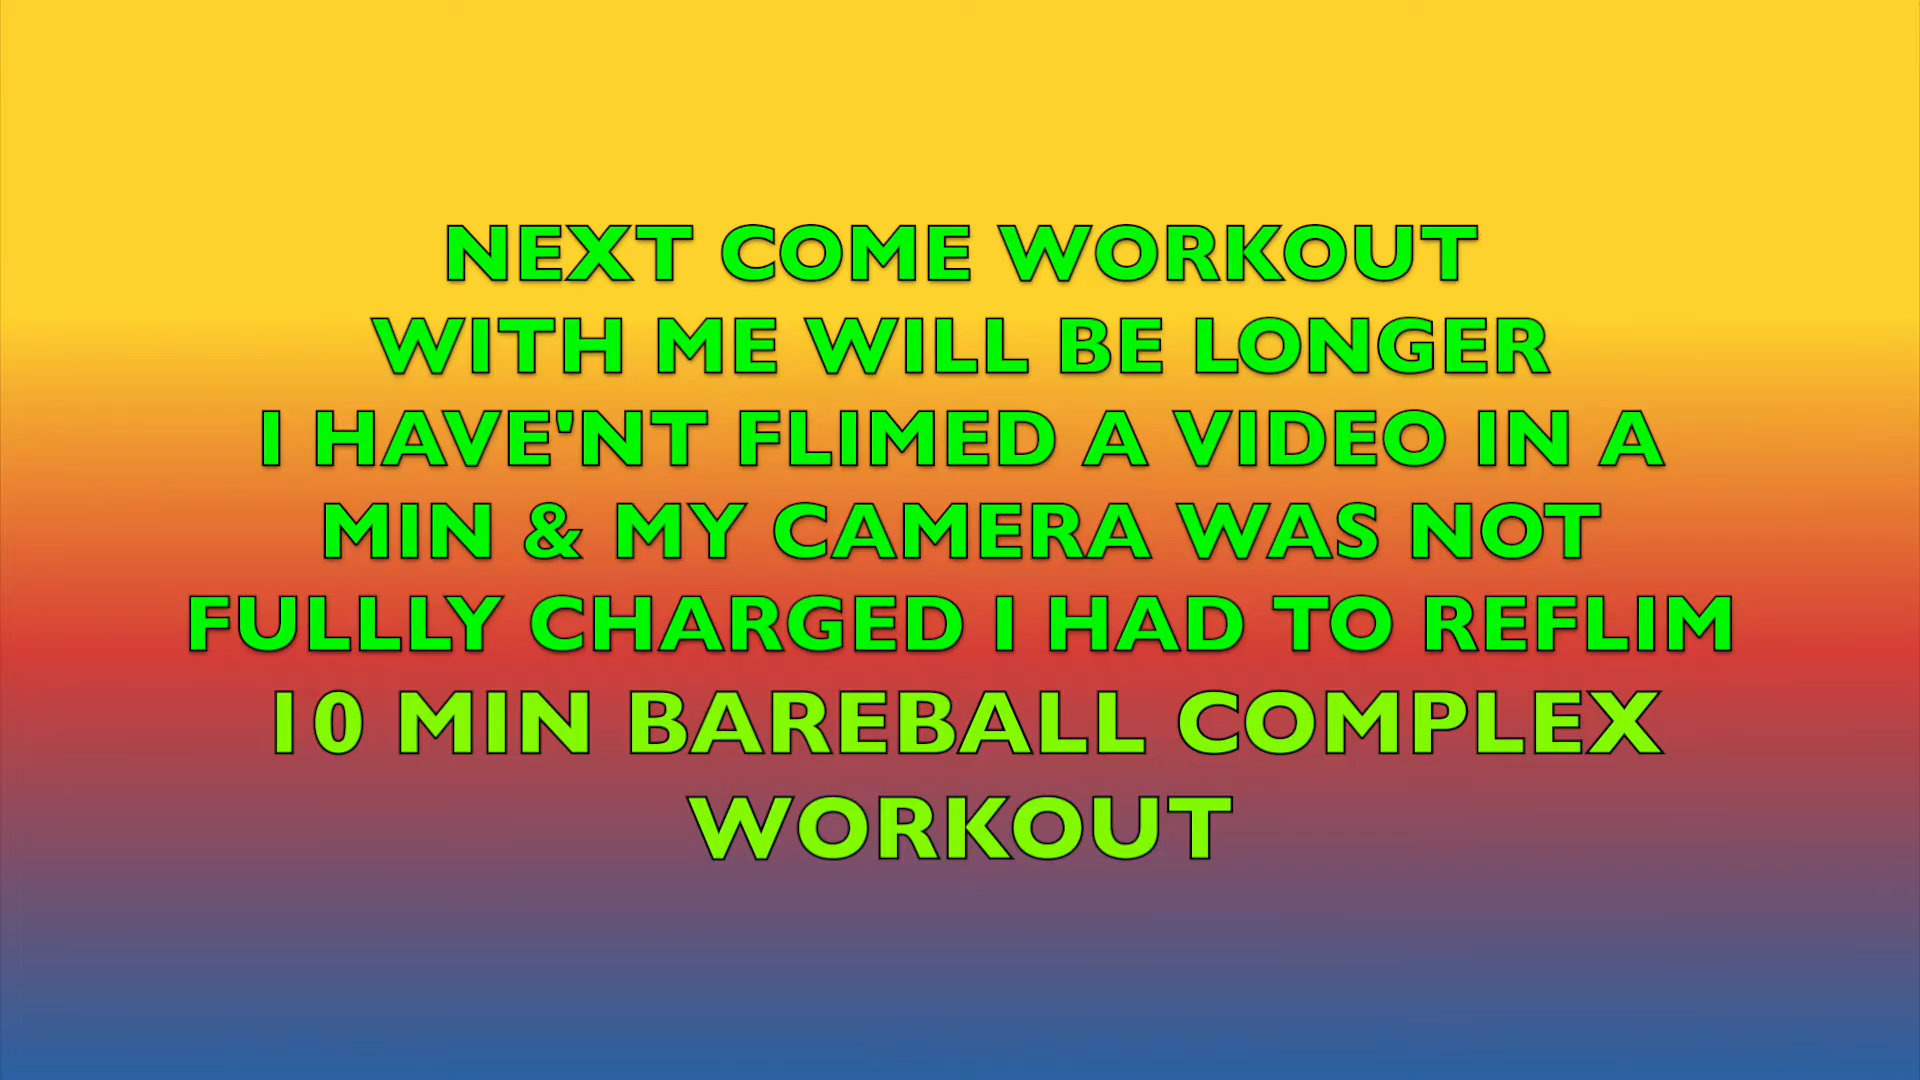 NEXT COME WORKOUT
WITH ME WILL BE LONGER
I HAVE'NT FLIMED A VIDEO IN A
MIN & MY CAMERA WAS NOT
FULLLY CHARGED I HAD TO REFLIM
10 MIN BAREBALL COMPLEX
WORKOUT